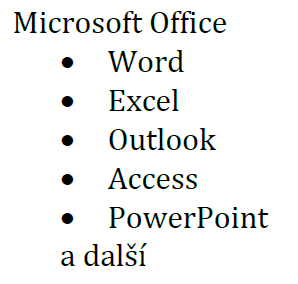 Microsoft Office
• Word
• Excel
• Outlook
• Access
• PowerPoint
a další